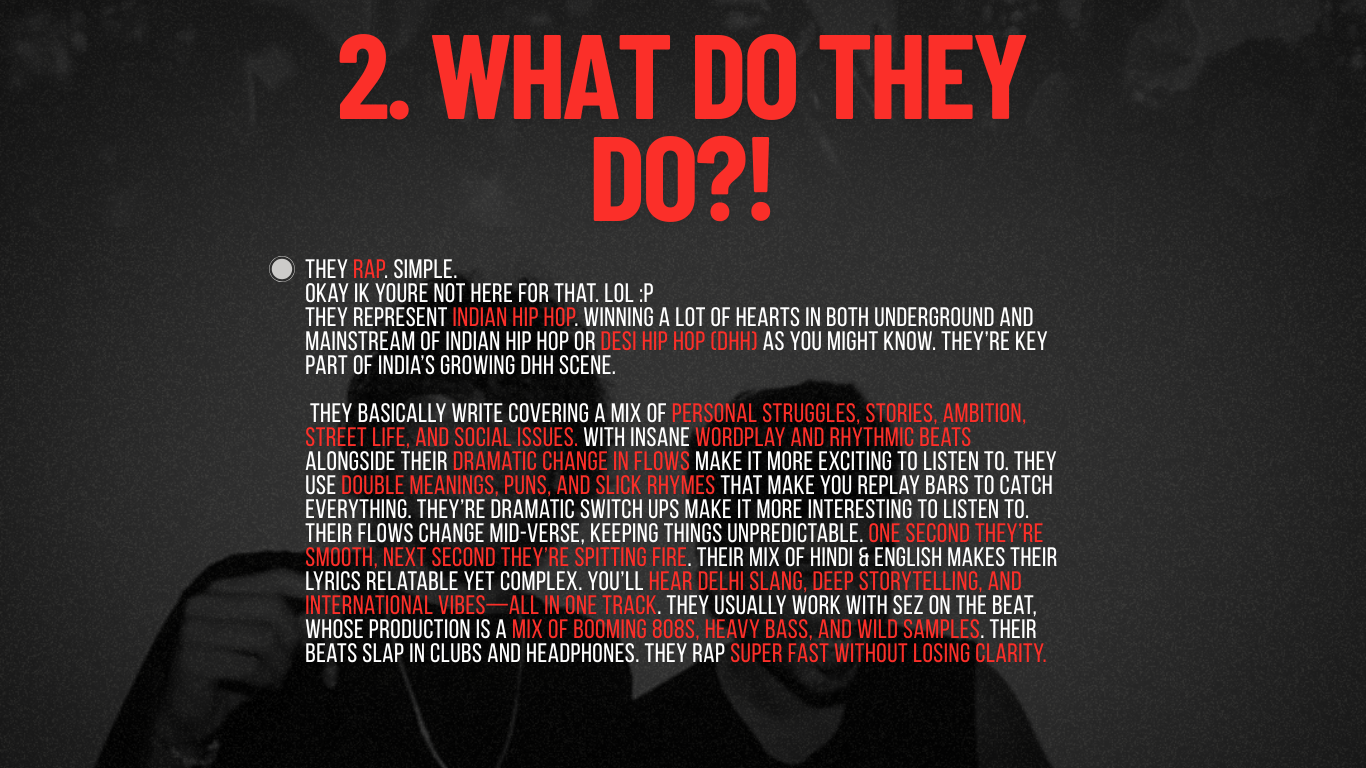 2. WHAT DO THEY
DO?!
THEY RAP. SIMPLE.
OKAY IK YOURE NOT HERE FOR THAT. LOL :P
THEY REPRESENT INDIAN HIP HOP. WINNING A LOT OF HEARTS IN BOTH UNDERGROUND AND
MAINSTREAM OF INDIAN HIP HOP OR DESI HIP HOP (DHH) AS YOU MIGHT KNOW. THEY'RE KEY
PART OF INDIA'S GROWING DHH SCENE.
THEY BASICALLY WRITE COVERING A MIX OF PERSONAL STRUGGLES, STORIES, AMBITION,
STREET LIFE, AND SOCIAL ISSUES. WITH INSANE WORDPLAY AND RHYTHMIC BEATS
ALONGSIDE THEIR DRAMATIC CHANGE IN FLOWS MAKE IT MORE EXCITING TO LISTEN TO. THEY
USE DOUBLE MEANINGS, PUNS, AND SLICK RHYMES THAT MAKE YOU REPLAY BARS TO CATCH
EVERYTHING. THEY'RE DRAMATIC SWITCH UPS MAKE IT MORE INTERESTING TO LISTEN TO.
THEIR FLOWS CHANGE MID-VERSE, KEEPING THINGS UNPREDICTABLE. ONE SECOND THEY'RE
SMOOTH, NEXT SECOND THEY'RE SPITTING FIRE. THEIR MIX OF HINDI & ENGLISH MAKES THEIR
LYRICS RELATABLE YET COMPLEX. YOU'LL HEAR DELHI SLANG, DEEP STORYTELLING, AND
INTERNATIONAL VIBES—ALL IN ONE TRACK. THEY USUALLY WORK WITH SEZ ON THE BEAT,
WHOSE PRODUCTION IS A MIX OF BOOMING 808S, HEAVY BASS, AND WILD SAMPLES. THEIR
BEATS SLAP IN CLUBS AND HEADPHONES. THEY RAP SUPER FAST WITHOUT LOSING CLARITY.